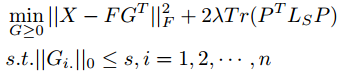 min_{G≥0} ||X − FG^T||_F^2 + 2λTr(P^T L_S P)
s.t.||G_{i.}||_0 ≤ s, i = 1, 2, · · · , n